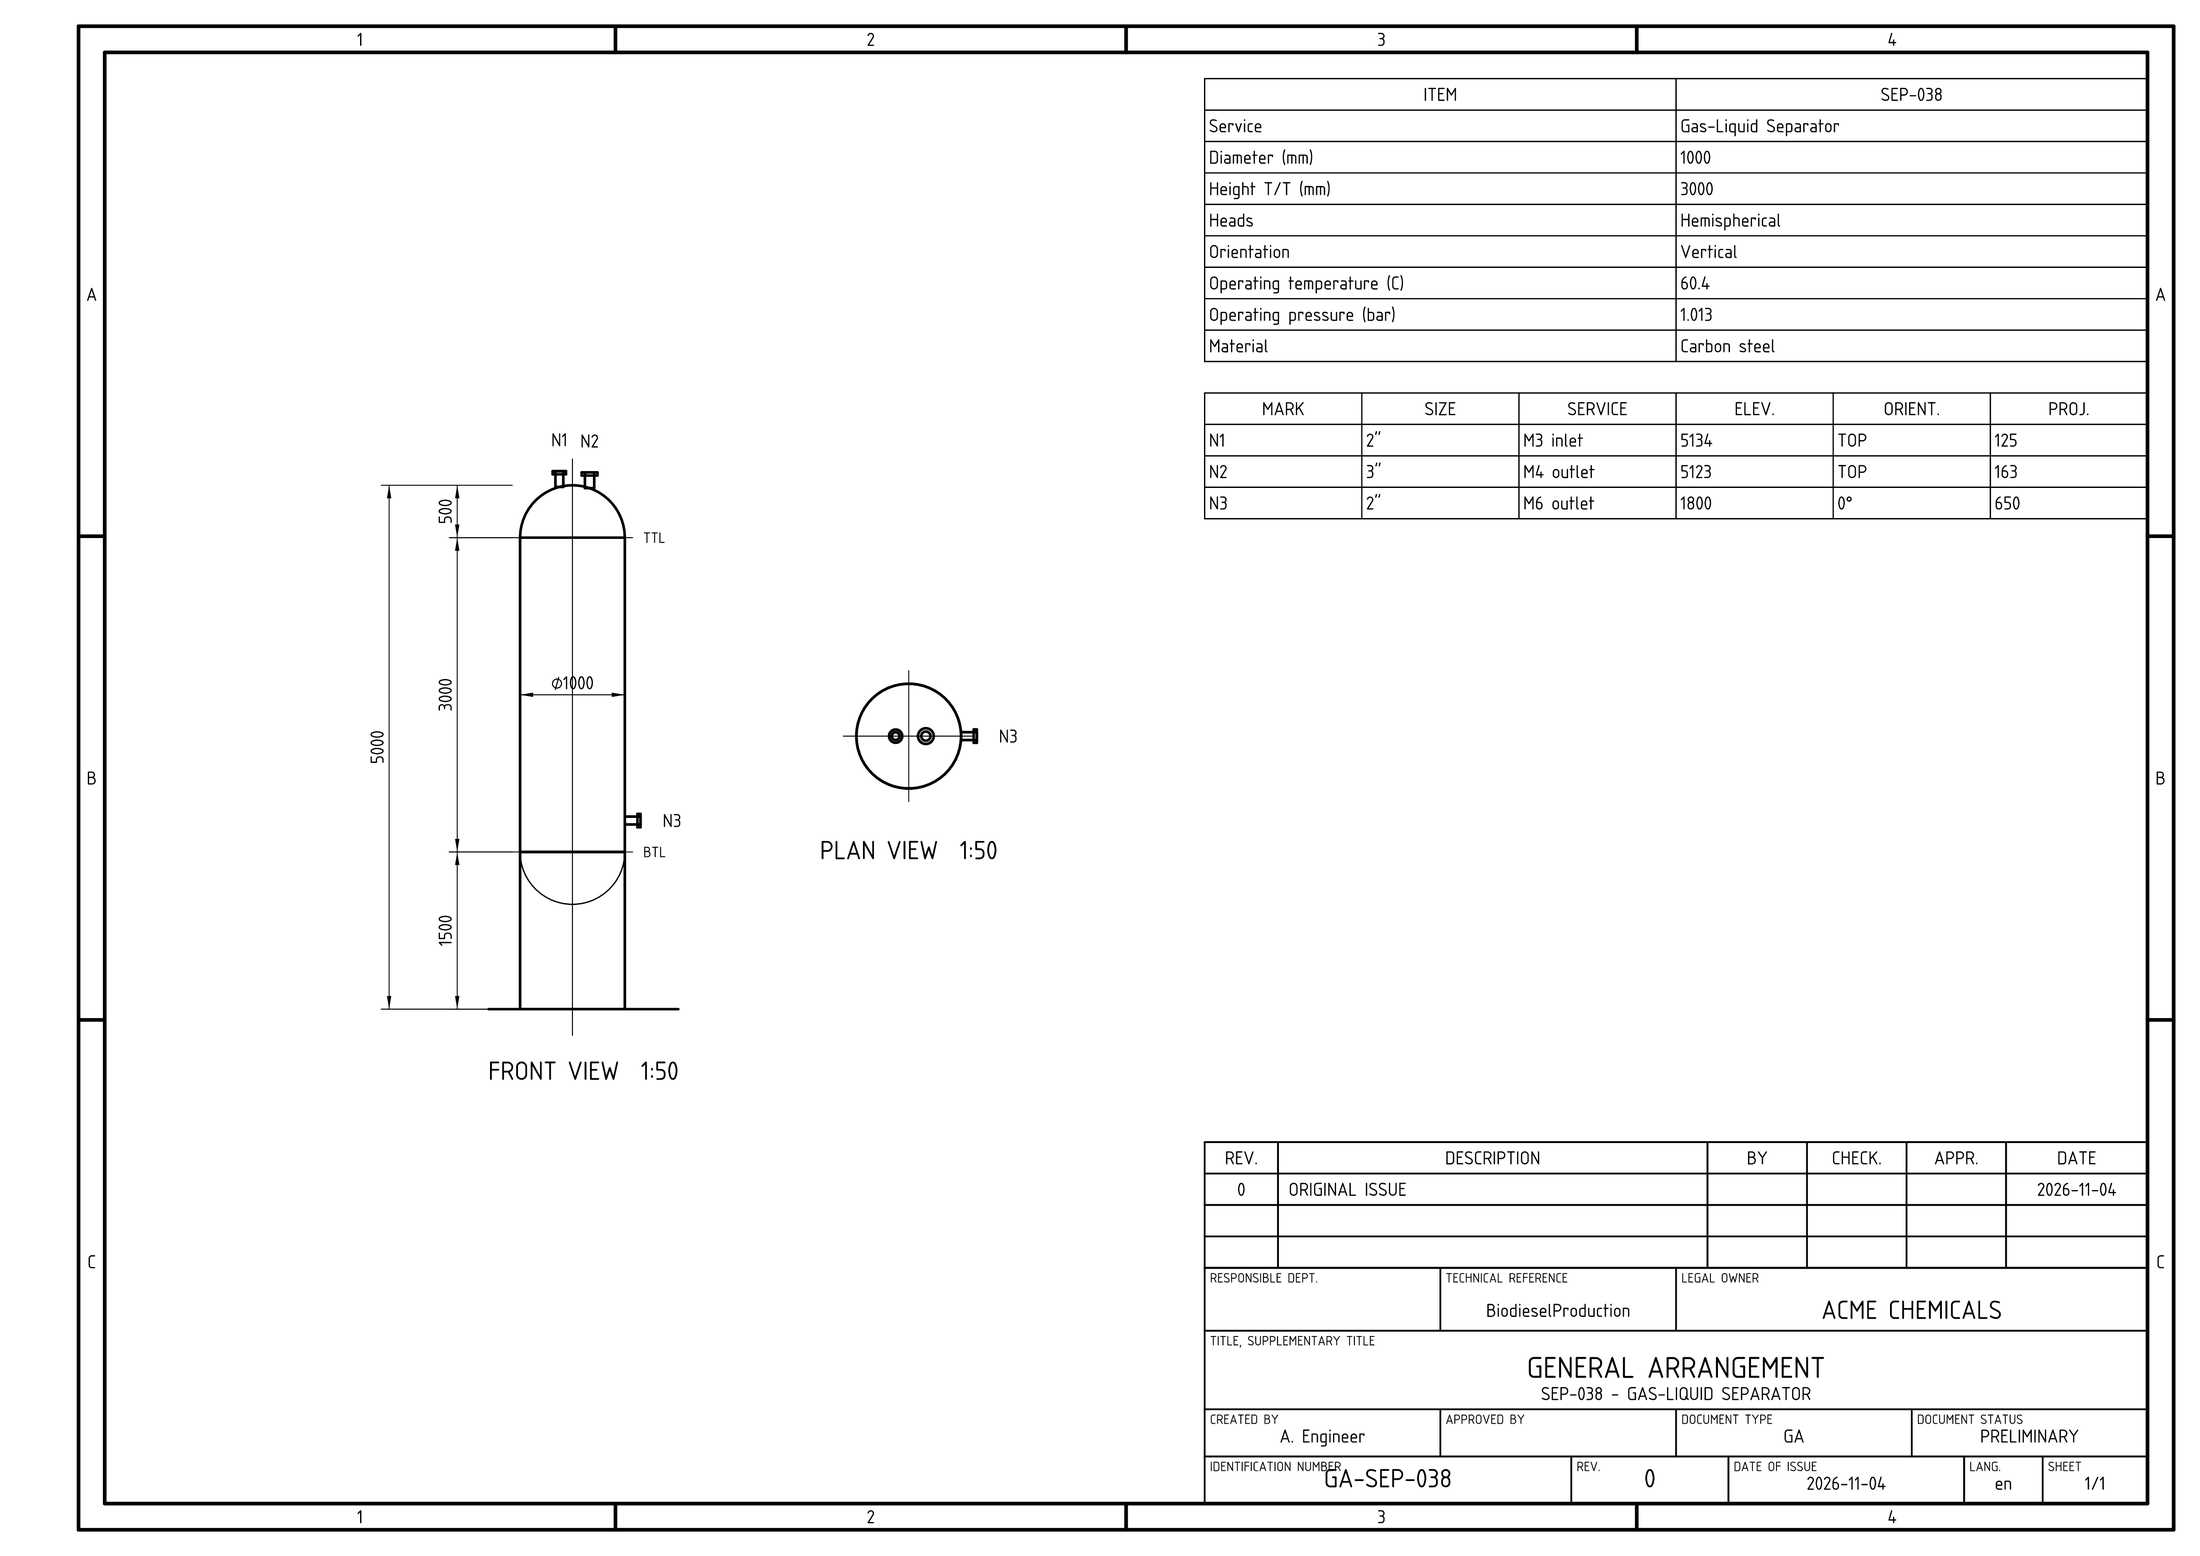 1 2 3 4
A
B
C
A
B
C
ITEM SEP-038
Service Gas-Liquid Separator
Diameter (mm) 1000
Height T/T (mm) 3000
Heads Hemispherical
Orientation Vertical
Operating temperature (C) 60.4
Operating pressure (bar) 1.013
Material Carbon steel
MARK SIZE SERVICE ELEV. ORIENT. PROJ.
N1 2" M3 inlet 5134 TOP 125
N2 3" M4 outlet 5123 TOP 163
N3 2" M6 outlet 1800 0° 650
N1 N2
500
TTL
3000
Ø1000
5000
N3
BTL
1500
FRONT VIEW 1:50
N3
PLAN VIEW 1:50
REV. DESCRIPTION BY CHECK. APPR. DATE
0 ORIGINAL ISSUE 2026-11-04
RESPONSIBLE DEPT. TECHNICAL REFERENCE LEGAL OWNER
BiodieselProduction ACME CHEMICALS
TITLE, SUPPLEMENTARY TITLE
GENERAL ARRANGEMENT
SEP-038 - GAS-LIQUID SEPARATOR
CREATED BY APPROVED BY DOCUMENT TYPE DOCUMENT STATUS
A. Engineer GA PRELIMINARY
IDENTIFICATION NUMBER REV. DATE OF ISSUE LANG. SHEET
GA-SEP-038 0 2026-11-04 en 1/1
1 2 3 4